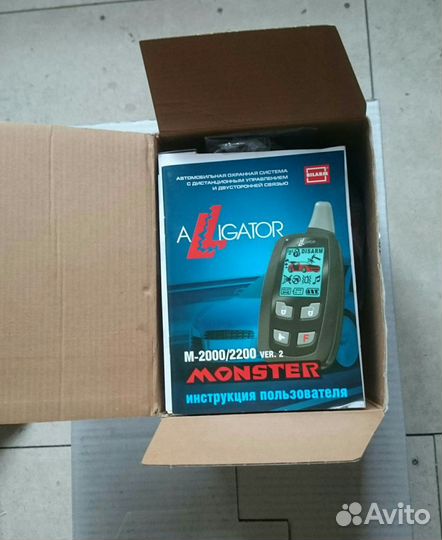 АВТОМОБИЛЬНАЯ ОХРАННАЯ СИСТЕМА
С ДИСТАНЦИОННЫМ УПРАВЛЕНИЕМ
И ДВУСТОРОННЕЙ СВЯЗЬЮ
ALLIGATOR
DISARM
F
M-2000/2200 VER. 2
MONSTER
ИНСТРУКЦИЯ ПОЛЬЗОВАТЕЛЯ
Avito